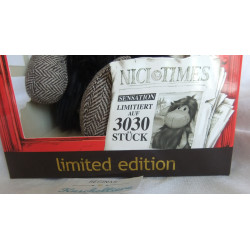 NICI TIMES
SENSATION
LIMITIERT
AUF
3030
STÜCK
limited edition